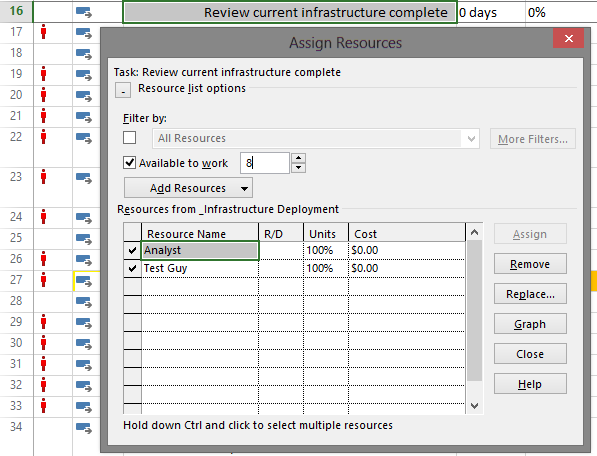 16 Review current infrastructure complete 0 days 0%
17
18
19
20
21
22
23
24
25
26
27
28
29
30
31
32
33
34
Assign Resources
Task: Review current infrastructure complete
- Resource list options
Filter by:
All Resources More Filters...
Available to work 8
Add Resources
Resources from _Infrastructure Deployment
Resource Name R/D Units Cost
Analyst 100% $0.00
Test Guy 100% $0.00
Assign
Remove
Replace...
Graph
Close
Help
Hold down Ctrl and click to select multiple resources